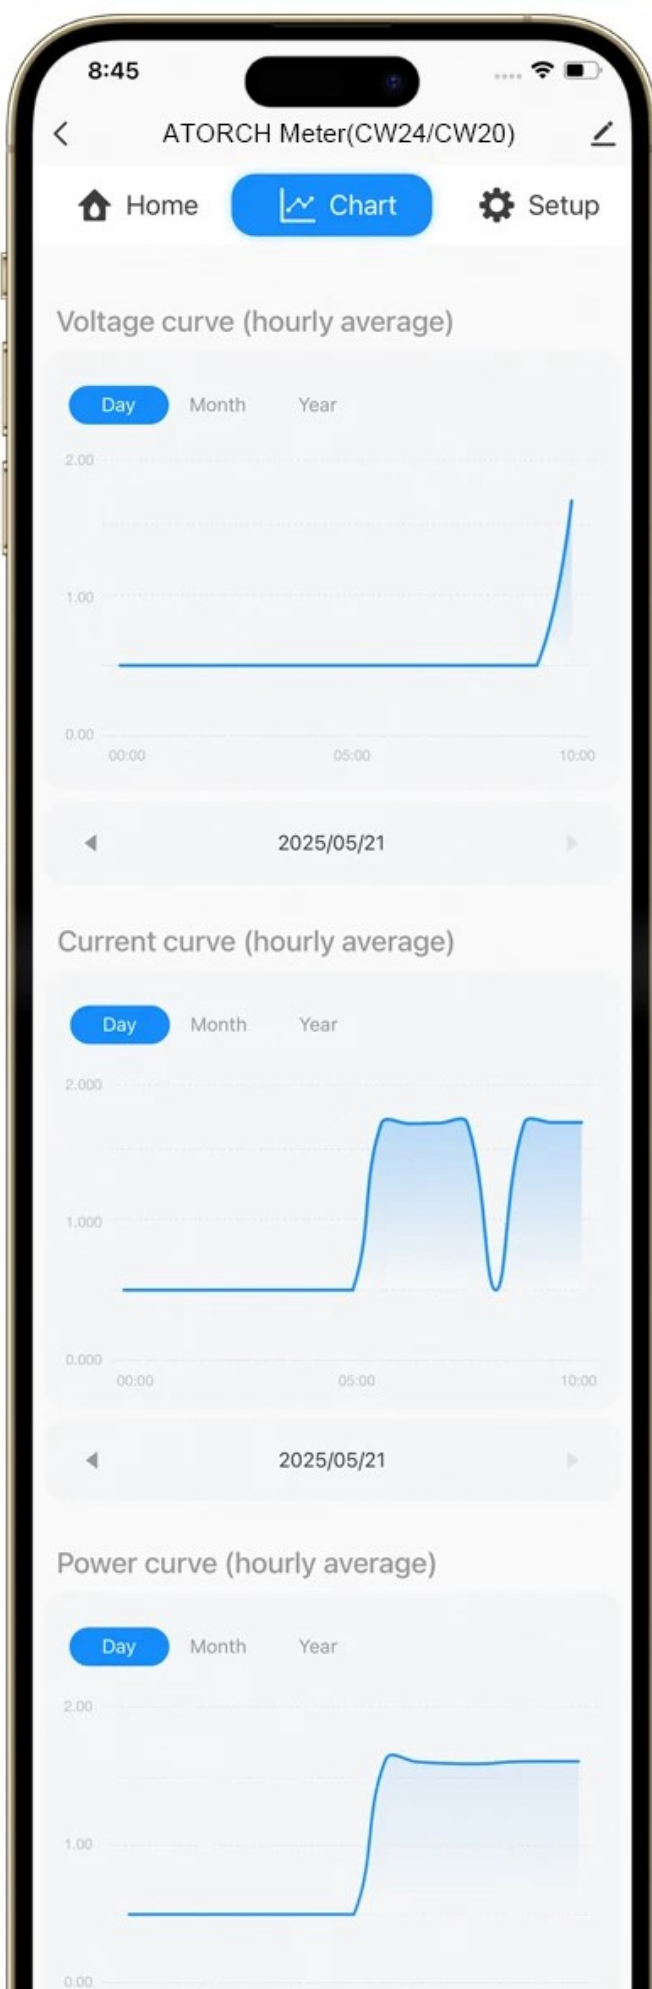 8:45
ATORCH Meter(CW24/CW20)
Home Chart Setup
Voltage curve (hourly average)
Day Month Year
2.00
1.00
0.00
00:00 05:00 10:00
2025/05/21
Current curve (hourly average)
Day Month Year
2.000
1.000
0.000
00:00 05:00 10:00
2025/05/21
Power curve (hourly average)
Day Month Year
2.00
1.00
0.00